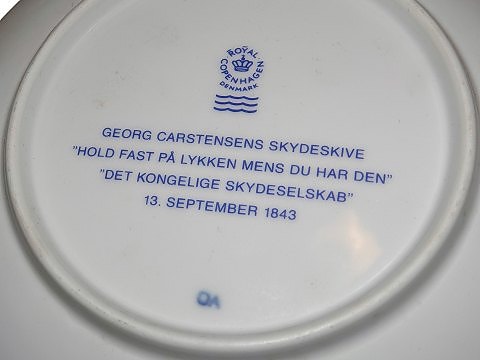 ROYAL
COPENHAGEN
DENMARK
GEORG CARSTENSENS SKYDESKIVE
"HOLD FAST PÅ LYKKEN MENS DU HAR DEN"
"DET KONGELIGE SKYDESELSKAB"
13. SEPTEMBER 1843